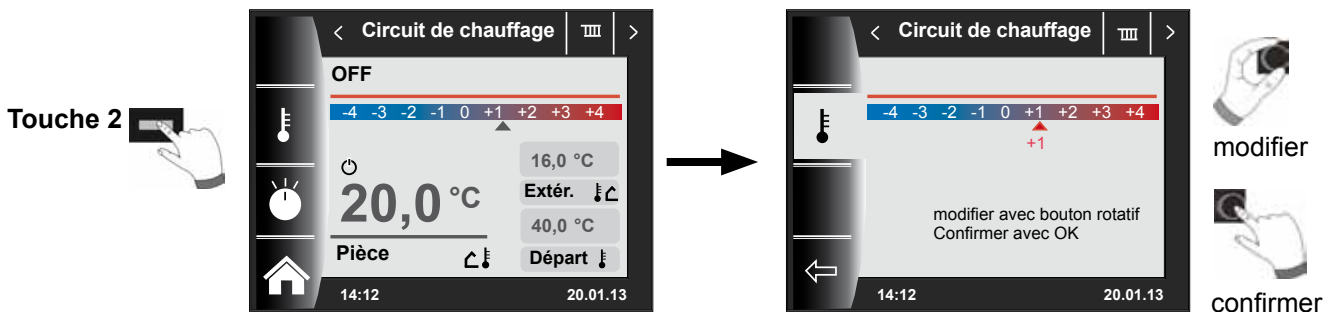 Touche 2
< Circuit de chauffage >
OFF
-4 -3 -2 -1 0 +1 +2 +3 +4
16,0 °C
Extér.
20,0 °C
40,0 °C
Pièce
Départ
14:12 20.01.13
< Circuit de chauffage >
-4 -3 -2 -1 0 +1 +2 +3 +4
+1
modifier avec bouton rotatif
Confirmer avec OK
14:12 20.01.13
modifier
confirmer